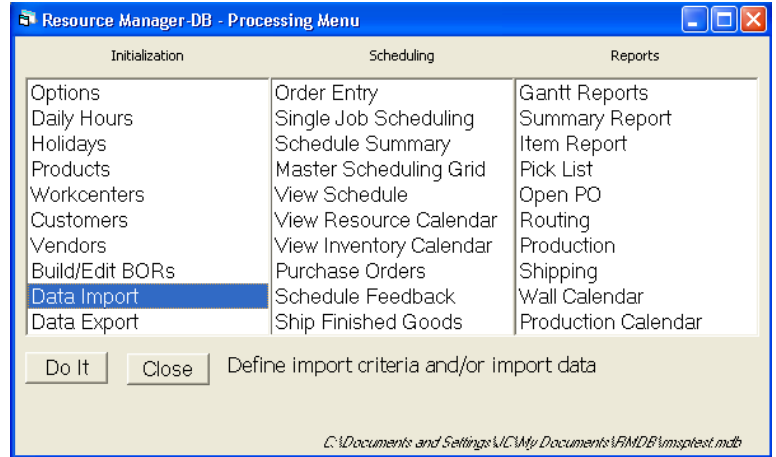 Resource Manager-DB - Processing Menu
Initialization
Options
Daily Hours
Holidays
Products
Workcenters
Customers
Vendors
Build/Edit BORs
Data Import
Data Export
Scheduling
Order Entry
Single Job Scheduling
Schedule Summary
Master Scheduling Grid
View Schedule
View Resource Calendar
View Inventory Calendar
Purchase Orders
Schedule Feedback
Ship Finished Goods
Reports
Gantt Reports
Summary Report
Item Report
Pick List
Open PO
Routing
Production
Shipping
Wall Calendar
Production Calendar
Do It Close Define import criteria and/or import data
C:\Documents and Settings\JC\My Documents\RMDB\msptest.mdb